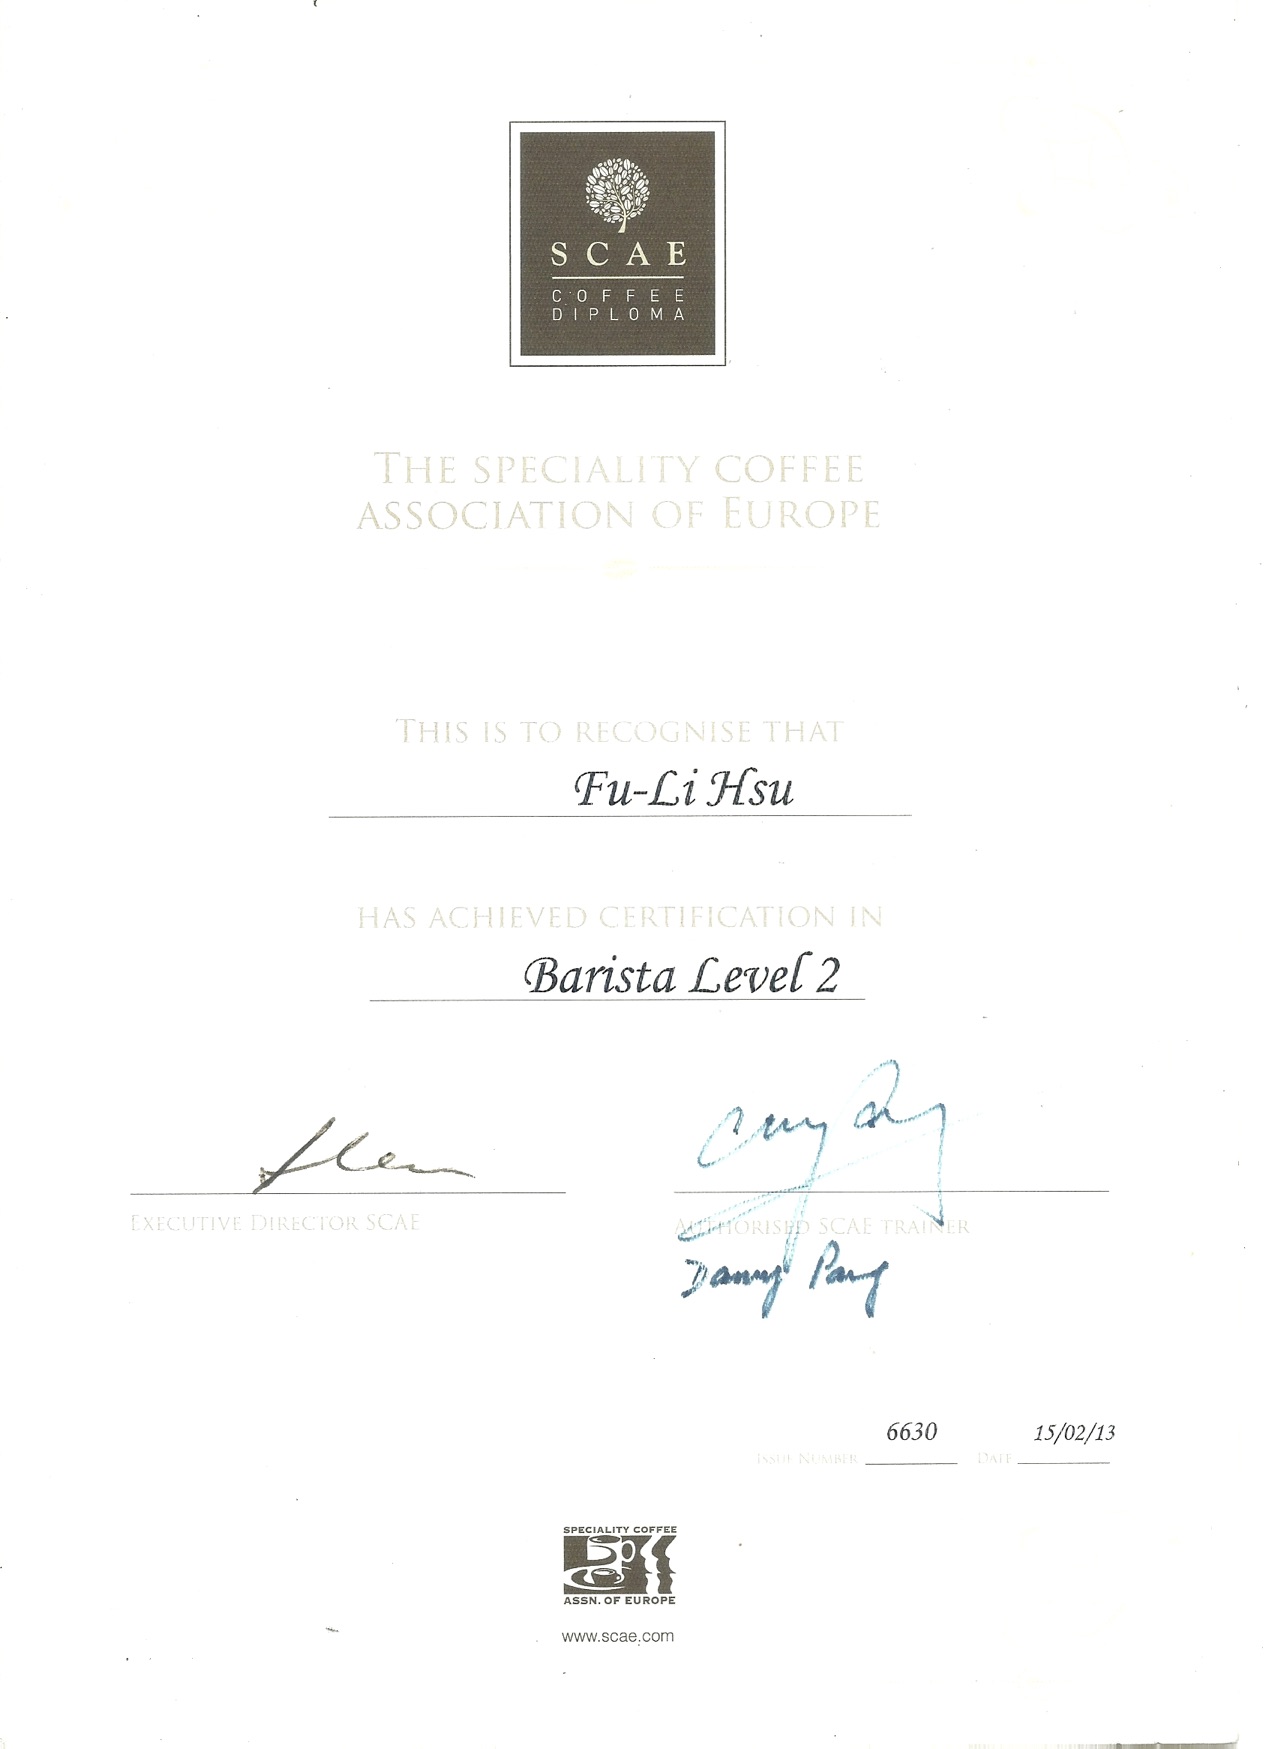 SCAE
COFFEE
DIPLOMA
THE SPECIALITY COFFEE
ASSOCIATION OF EUROPE
THIS IS TO RECOGNISE THAT
Fu-Li Hsu
HAS ACHIEVED CERTIFICATION IN
Barista Level 2
EXECUTIVE DIRECTOR SCAE
AUTHORISED SCAE TRAINER
Danny Pang
ISSUE NUMBER 6630 DATE 15/02/13
SPECIALITY COFFEE
ASSN. OF EUROPE
www.scae.com